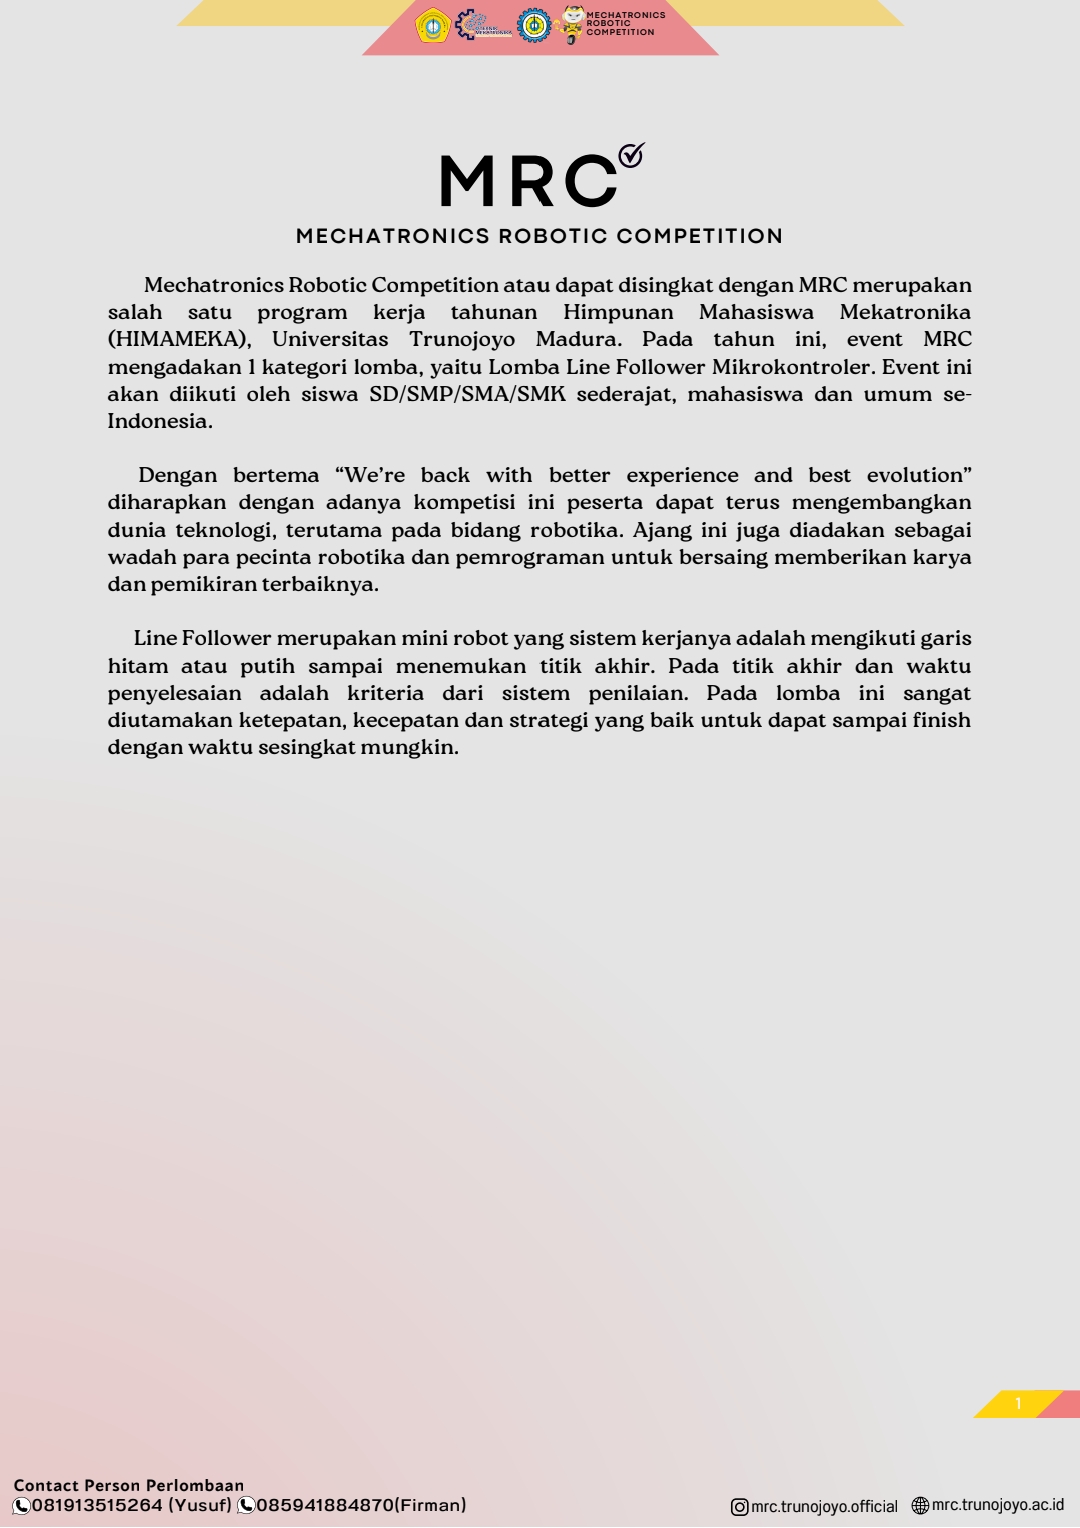 MECHATRONICS
ROBOTIC
COMPETITION
MRC
MECHATRONICS ROBOTIC COMPETITION
Mechatronics Robotic Competition atau dapat disingkat dengan MRC merupakan
salah satu program kerja tahunan Himpunan Mahasiswa Mekatronika
(HIMAMEKA), Universitas Trunojoyo Madura. Pada tahun ini, event MRC
mengadakan 1 kategori lomba, yaitu Lomba Line Follower Mikrokontroler. Event ini
akan diikuti oleh siswa SD/SMP/SMA/SMK sederajat, mahasiswa dan umum se-
Indonesia.
Dengan bertema “We’re back with better experience and best evolution”
diharapkan dengan adanya kompetisi ini peserta dapat terus mengembangkan
dunia teknologi, terutama pada bidang robotika. Ajang ini juga diadakan sebagai
wadah para pecinta robotika dan pemrograman untuk bersaing memberikan karya
dan pemikiran terbaiknya.
Line Follower merupakan mini robot yang sistem kerjanya adalah mengikuti garis
hitam atau putih sampai menemukan titik akhir. Pada titik akhir dan waktu
penyelesaian adalah kriteria dari sistem penilaian. Pada lomba ini sangat
diutamakan ketepatan, kecepatan dan strategi yang baik untuk dapat sampai finish
dengan waktu sesingkat mungkin.
1
Contact Person Perlombaan
081913515264 (Yusuf) 085941884870(Firman)
mrc.trunojoyo.official mrc.trunojoyo.ac.id